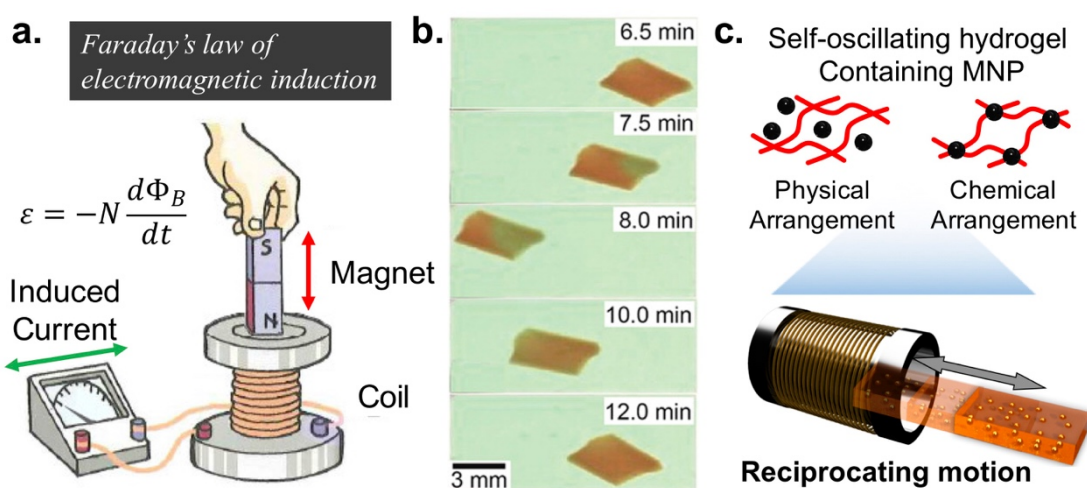 a.
Faraday's law of
electromagnetic induction
ε = −N dΦ_B/dt
S
N
Magnet
Induced
Current
Coil
b.
6.5 min
7.5 min
8.0 min
10.0 min
12.0 min
3 mm
c.
Self-oscillating hydrogel
Containing MNP
Physical
Arrangement
Chemical
Arrangement
Reciprocating motion